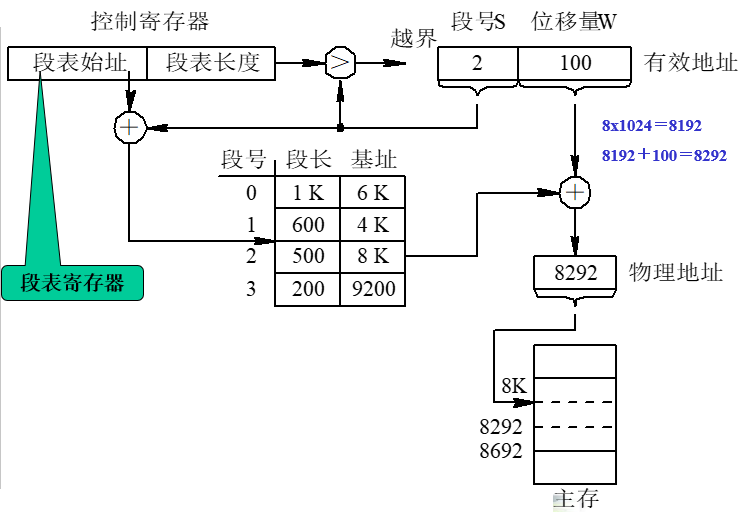 控制寄存器
段表始址 段表长度
>
越界
段号S 位移量W
2 100
有效地址
+
8x1024＝8192
8192＋100＝8292
段号 段长 基址
0 1 K 6 K
1 600 4 K
2 500 8 K
3 200 9200
+
段表寄存器
8292
物理地址
8K
8292
8692
主存